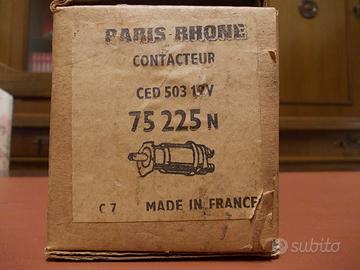 PARIS-RHONE
CONTACTEUR
CED 503 12V
75 225 N
C 7 MADE IN FRANCE
subito